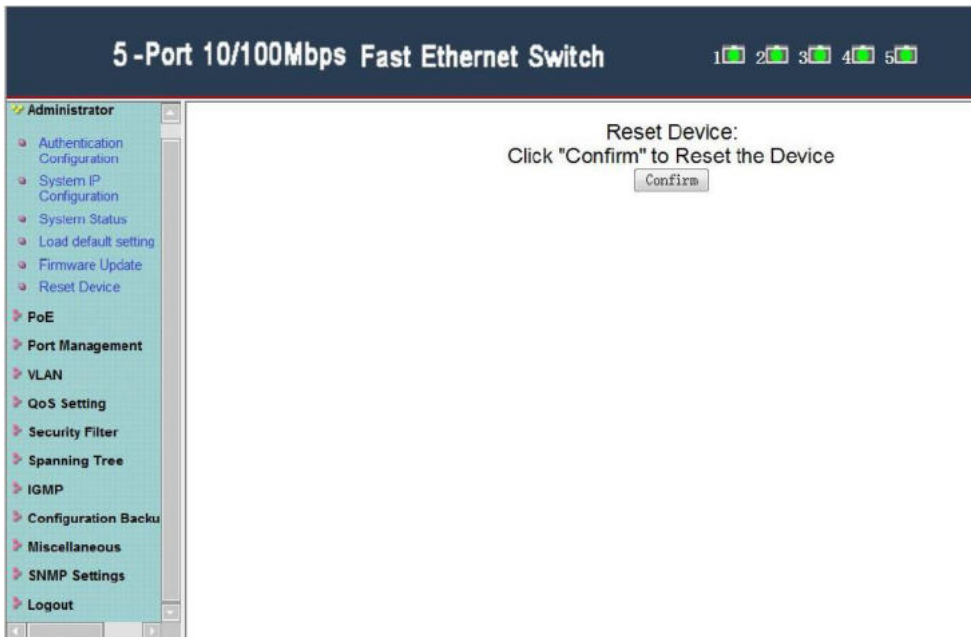 5-Port 10/100Mbps Fast Ethernet Switch
1 2 3 4 5
Administrator
Authentication
Configuration
System IP
Configuration
System Status
Load default setting
Firmware Update
Reset Device
PoE
Port Management
VLAN
QoS Setting
Security Filter
Spanning Tree
IGMP
Configuration Backu
Miscellaneous
SNMP Settings
Logout
Reset Device:
Click "Confirm" to Reset the Device
Confirm